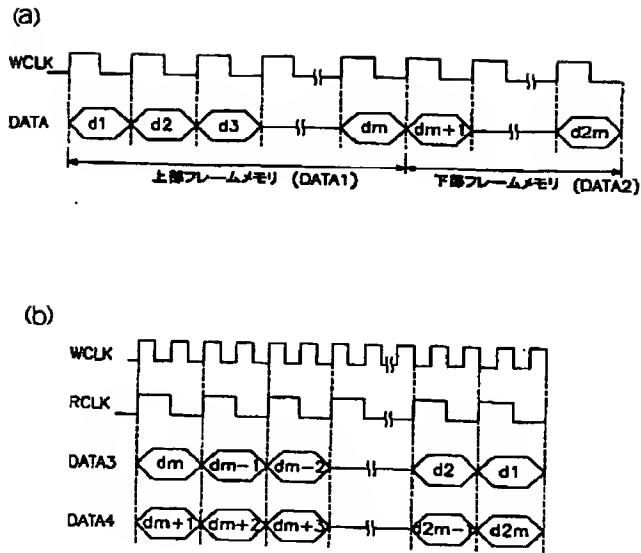 (a)
WCLK
DATA d1 d2 d3 dm dm+1 d2m
上部フレームメモリ (DATA1) 下部フレームメモリ (DATA2)
(b)
WCLK
RCLK
DATA3 dm dm-1 dm-2 d2 d1
DATA4 dm+1 dm+2 dm+3 d2m-1 d2m